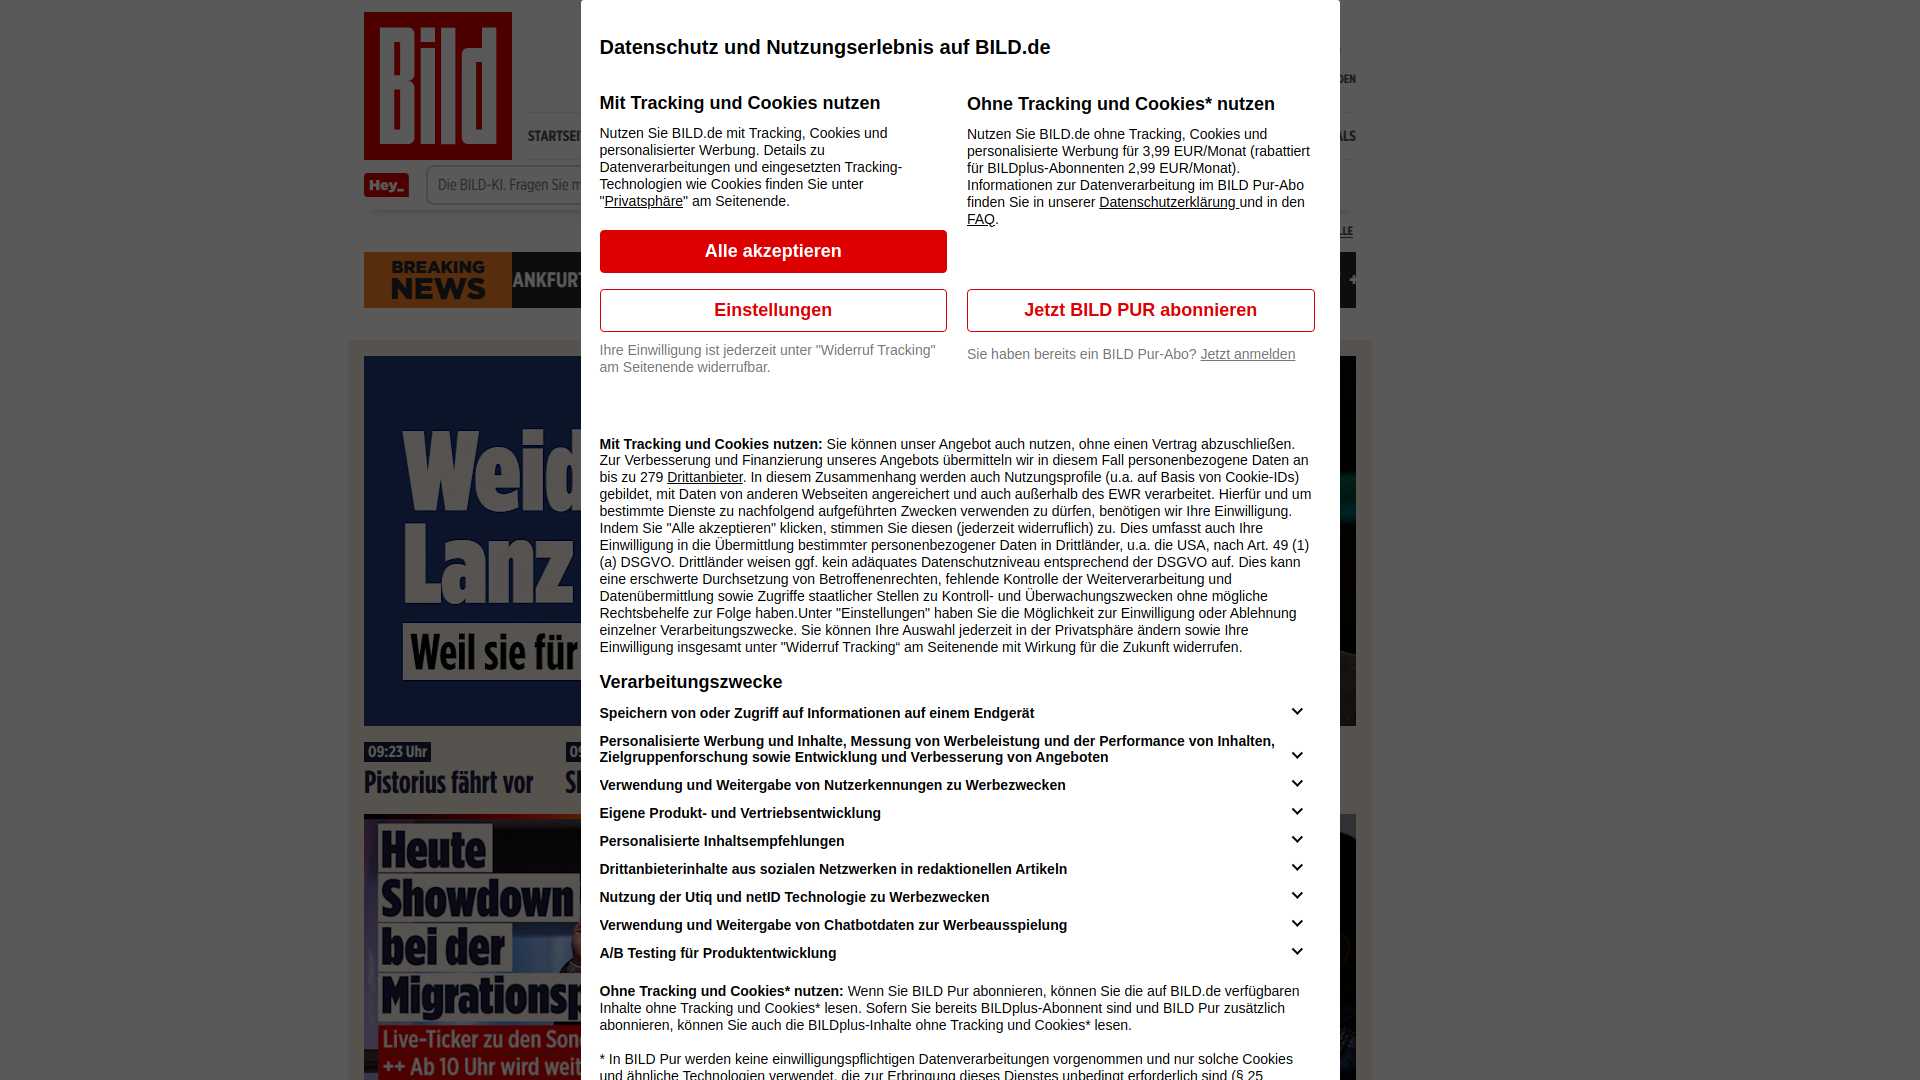 Bild
DEN
STARTSEI
ALS
Hey_
Die BILD-KI. Fragen Sie m
LLE
BREAKING
NEWS
ANKFURT
+
Weid
Lanz
Weil sie für
09:23 Uhr
Pistorius fährt vor
Heute
Showdown
bei der
Migrationsp
Live-Ticker zu den Son
++ Ab 10 Uhr wird weit
Datenschutz und Nutzungserlebnis auf BILD.de
Mit Tracking und Cookies nutzen
Nutzen Sie BILD.de mit Tracking, Cookies und
personalisierter Werbung. Details zu
Datenverarbeitungen und eingesetzten Tracking-
Technologien wie Cookies finden Sie unter
"Privatsphäre" am Seitenende.
Alle akzeptieren
Einstellungen
Ihre Einwilligung ist jederzeit unter "Widerruf Tracking"
am Seitenende widerrufbar.
Ohne Tracking und Cookies* nutzen
Nutzen Sie BILD.de ohne Tracking, Cookies und
personalisierte Werbung für 3,99 EUR/Monat (rabattiert
für BILDplus-Abonnenten 2,99 EUR/Monat).
Informationen zur Datenverarbeitung im BILD Pur-Abo
finden Sie in unserer Datenschutzerklärung und in den
FAQ.
Jetzt BILD PUR abonnieren
Sie haben bereits ein BILD Pur-Abo? Jetzt anmelden
Mit Tracking und Cookies nutzen: Sie können unser Angebot auch nutzen, ohne einen Vertrag abzuschließen.
Zur Verbesserung und Finanzierung unseres Angebots übermitteln wir in diesem Fall personenbezogene Daten an
bis zu 279 Drittanbieter. In diesem Zusammenhang werden auch Nutzungsprofile (u.a. auf Basis von Cookie-IDs)
gebildet, mit Daten von anderen Webseiten angereichert und auch außerhalb des EWR verarbeitet. Hierfür und um
bestimmte Dienste zu nachfolgend aufgeführten Zwecken verwenden zu dürfen, benötigen wir Ihre Einwilligung.
Indem Sie "Alle akzeptieren" klicken, stimmen Sie diesen (jederzeit widerruflich) zu. Dies umfasst auch Ihre
Einwilligung in die Übermittlung bestimmter personenbezogener Daten in Drittländer, u.a. die USA, nach Art. 49 (1)
(a) DSGVO. Drittländer weisen ggf. kein adäquates Datenschutzniveau entsprechend der DSGVO auf. Dies kann
eine erschwerte Durchsetzung von Betroffenenrechten, fehlende Kontrolle der Weiterverarbeitung und
Datenübermittlung sowie Zugriffe staatlicher Stellen zu Kontroll- und Überwachungszwecken ohne mögliche
Rechtsbehelfe zur Folge haben.Unter "Einstellungen" haben Sie die Möglichkeit zur Einwilligung oder Ablehnung
einzelner Verarbeitungszwecke. Sie können Ihre Auswahl jederzeit in der Privatsphäre ändern sowie Ihre
Einwilligung insgesamt unter "Widerruf Tracking“ am Seitenende mit Wirkung für die Zukunft widerrufen.
Verarbeitungszwecke
Speichern von oder Zugriff auf Informationen auf einem Endgerät
Personalisierte Werbung und Inhalte, Messung von Werbeleistung und der Performance von Inhalten,
Zielgruppenforschung sowie Entwicklung und Verbesserung von Angeboten
Verwendung und Weitergabe von Nutzerkennungen zu Werbezwecken
Eigene Produkt- und Vertriebsentwicklung
Personalisierte Inhaltsempfehlungen
Drittanbieterinhalte aus sozialen Netzwerken in redaktionellen Artikeln
Nutzung der Utiq und netID Technologie zu Werbezwecken
Verwendung und Weitergabe von Chatbotdaten zur Werbeausspielung
A/B Testing für Produktentwicklung
Ohne Tracking und Cookies* nutzen: Wenn Sie BILD Pur abonnieren, können Sie die auf BILD.de verfügbaren
Inhalte ohne Tracking und Cookies* lesen. Sofern Sie bereits BILDplus-Abonnent sind und BILD Pur zusätzlich
abonnieren, können Sie auch die BILDplus-Inhalte ohne Tracking und Cookies* lesen.
* In BILD Pur werden keine einwilligungspflichtigen Datenverarbeitungen vorgenommen und nur solche Cookies
und ähnliche Technologien verwendet, die zur Erbringung dieses Dienstes unbedingt erforderlich sind (§ 25